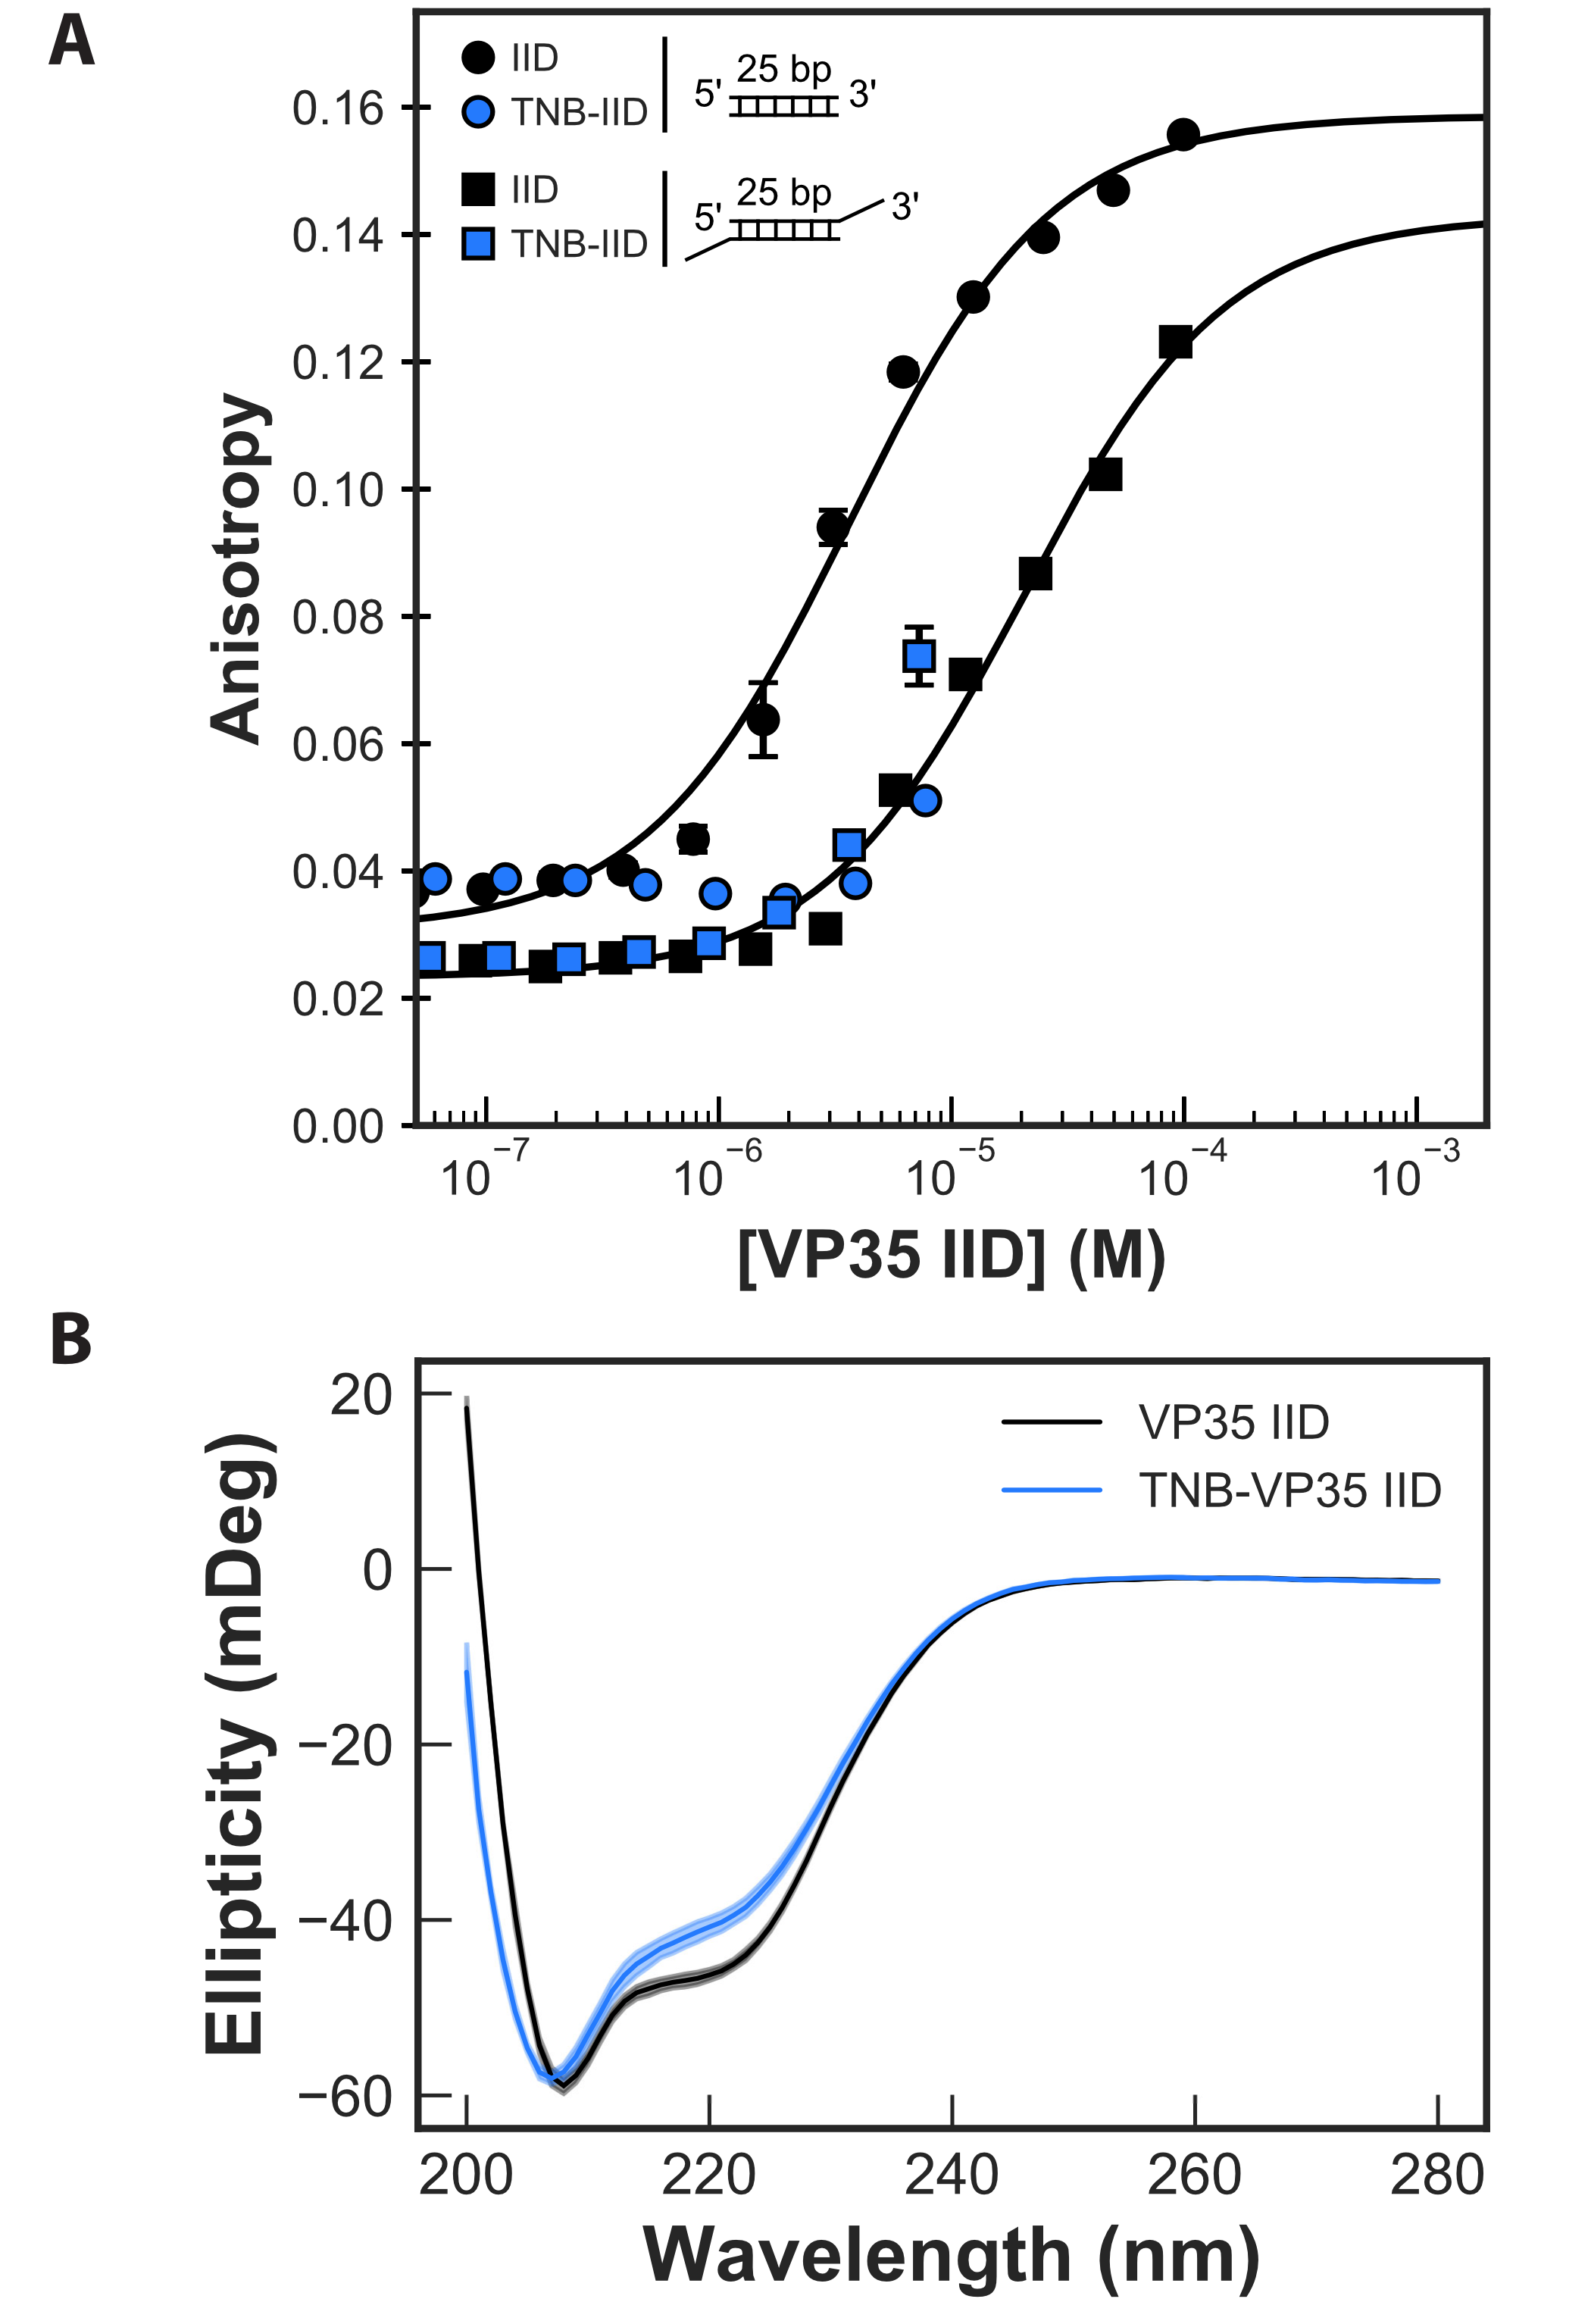 A
IID
TNB-IID
25 bp
5' 3'
IID
TNB-IID
25 bp
5' 3'
0.16
0.14
0.12
0.10
0.08
0.06
0.04
0.02
0.00
Anisotropy
10−7 10−6 10−5 10−4 10−3
[VP35 IID] (M)
B
VP35 IID
TNB-VP35 IID
20
0
−20
−40
−60
Ellipticity (mDeg)
200 220 240 260 280
Wavelength (nm)